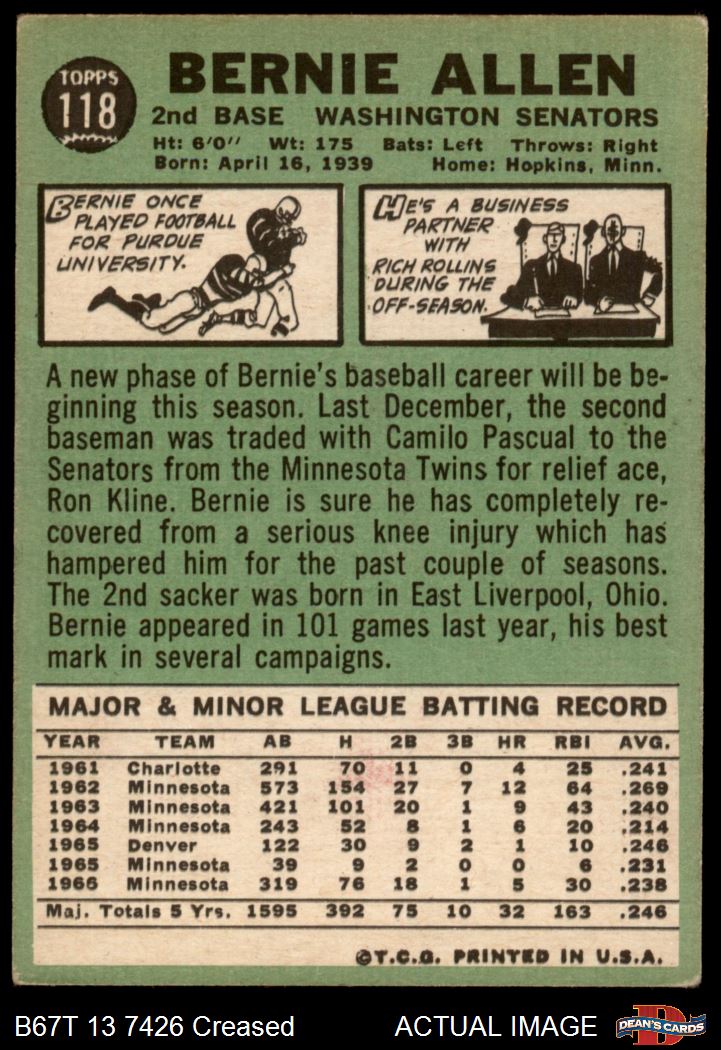 TOPPS
118
BERNIE ALLEN
2nd BASE WASHINGTON SENATORS
Ht: 6'0" Wt: 175 Bats: Left Throws: Right
Born: April 16, 1939 Home: Hopkins, Minn.
BERNIE ONCE
PLAYED FOOTBALL
FOR PURDUE
UNIVERSITY.
HE'S A BUSINESS
PARTNER
WITH
RICH ROLLINS
DURING THE
OFF-SEASON.
A new phase of Bernie's baseball career will be be-
ginning this season. Last December, the second
baseman was traded with Camilo Pascual to the
Senators from the Minnesota Twins for relief ace,
Ron Kline. Bernie is sure he has completely re-
covered from a serious knee injury which has
hampered him for the past couple of seasons.
The 2nd sacker was born in East Liverpool, Ohio.
Bernie appeared in 101 games last year, his best
mark in several campaigns.
MAJOR & MINOR LEAGUE BATTING RECORD
YEAR TEAM AB H 2B 3B HR RBI AVG.
1961 Charlotte 291 70 11 0 4 25 .241
1962 Minnesota 573 154 27 7 12 64 .269
1963 Minnesota 421 101 20 1 9 43 .240
1964 Minnesota 243 52 8 1 6 20 .214
1965 Denver 122 30 9 2 1 10 .246
1965 Minnesota 39 9 2 0 0 6 .231
1966 Minnesota 319 76 18 1 5 30 .238
Maj. Totals 5 Yrs. 1595 392 75 10 32 163 .246
©T.C.G. PRINTED IN U.S.A.
B67T 13 7426 Creased ACTUAL IMAGE DEAN'S CARDS